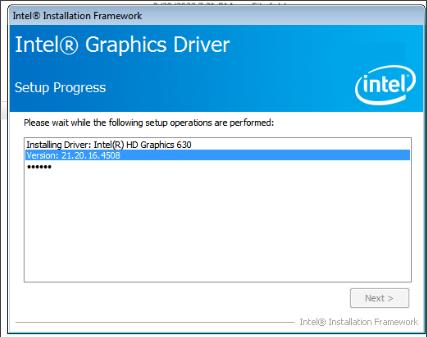 Intel® Installation Framework
Intel® Graphics Driver
Setup Progress
intel
Please wait while the following setup operations are performed:
Installing Driver: Intel(R) HD Graphics 630
Version: 21.20.16.4508
••••••
Next >
Intel® Installation Framework